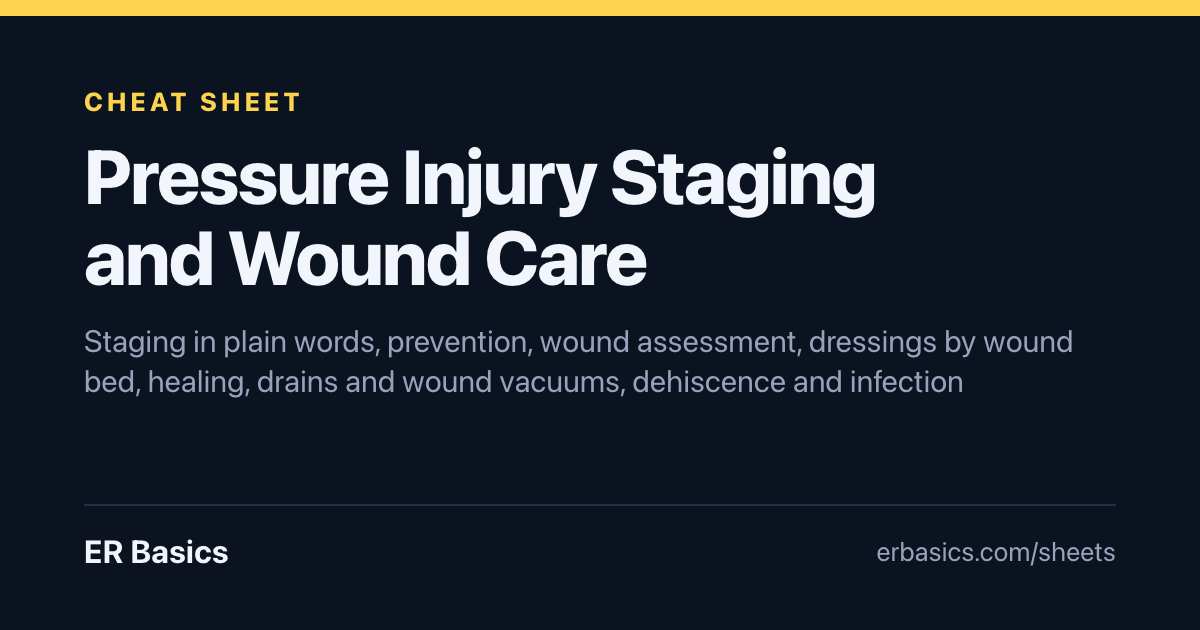 CHEAT SHEET
Pressure Injury Staging
and Wound Care
Staging in plain words, prevention, wound assessment, dressings by wound
bed, healing, drains and wound vacuums, dehiscence and infection
ER Basics
erbasics.com/sheets